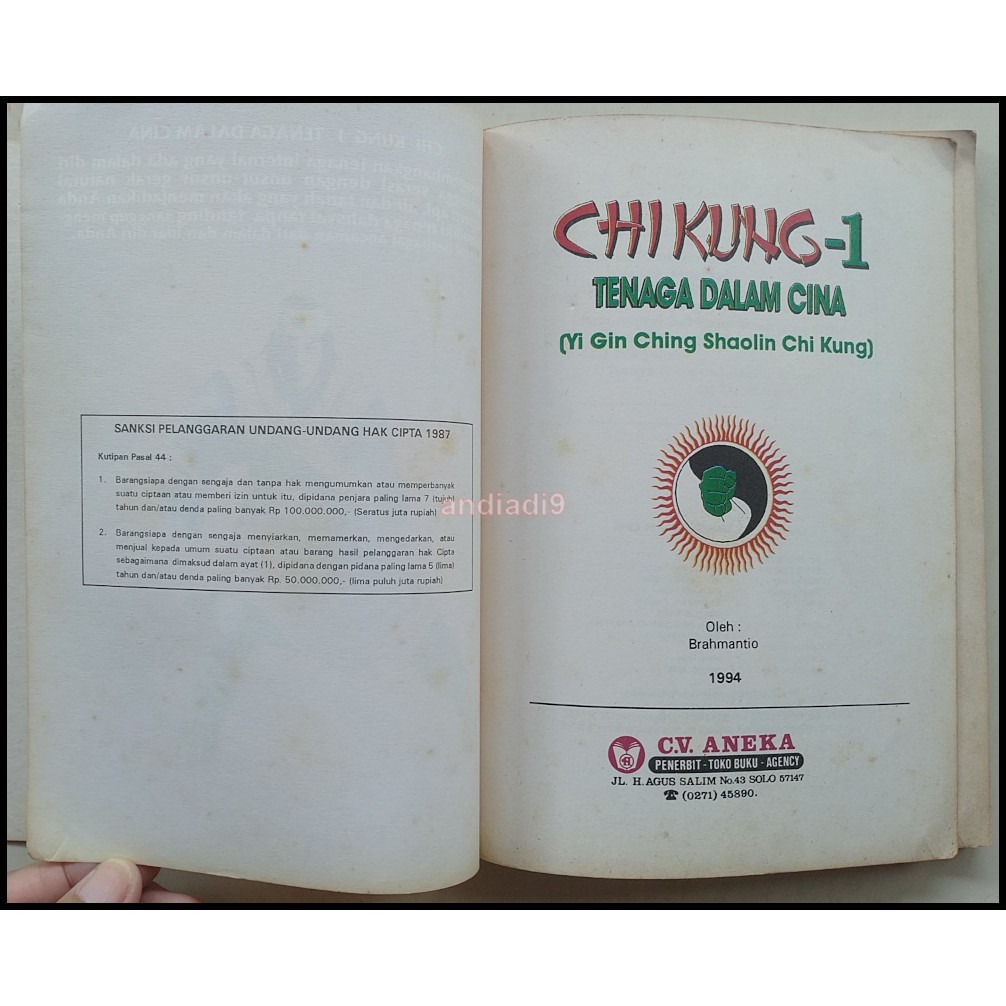 SANKSI PELANGGARAN UNDANG-UNDANG HAK CIPTA 1987
Kutipan Pasal 44 :
1. Barangsiapa dengan sengaja dan tanpa hak mengumumkan atau memperbanyak
suatu ciptaan atau memberi izin untuk itu, dipidana penjara paling lama 7 (tujuh)
tahun dan/atau denda paling banyak Rp 100.000.000,- (Seratus juta rupiah)
2. Barangsiapa dengan sengaja menyiarkan, memamerkan, mengedarkan, atau
menjual kepada umum suatu ciptaan atau barang hasil pelanggaran hak Cipta
sebagaimana dimaksud dalam ayat (1), dipidana dengan pidana paling lama 5 (lima)
tahun dan/atau denda paling banyak Rp. 50.000.000,- (lima puluh juta rupiah)
andiadi9
CHI KUNG-1
TENAGA DALAM CINA
(Yi Gin Ching Shaolin Chi Kung)
Oleh :
Brahmantio
1994
C.V. ANEKA
PENERBIT - TOKO BUKU - AGENCY
JL. H. AGUS SALIM No.43 SOLO 57147
☎ (0271) 45890.